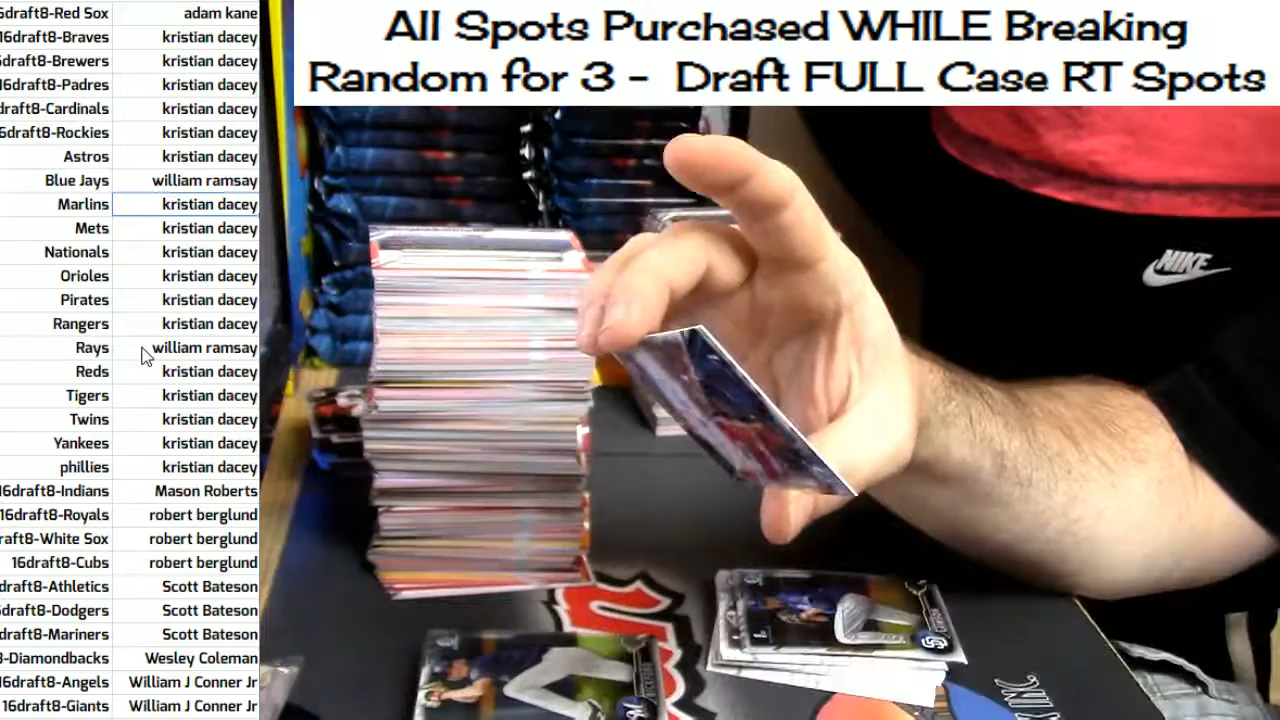 All Spots Purchased WHILE Breaking
Random for 3 - Draft FULL Case RT Spots
6draft8-Red Sox adam kane
16draft8-Braves kristian dacey
6draft8-Brewers kristian dacey
16draft8-Padres kristian dacey
draft8-Cardinals kristian dacey
6draft8-Rockies kristian dacey
Astros kristian dacey
Blue Jays william ramsay
Marlins kristian dacey
Mets kristian dacey
Nationals kristian dacey
Orioles kristian dacey
Pirates kristian dacey
Rangers kristian dacey
Rays william ramsay
Reds kristian dacey
Tigers kristian dacey
Twins kristian dacey
Yankees kristian dacey
phillies kristian dacey
16draft8-Indians Mason Roberts
16draft8-Royals robert berglund
raft8-White Sox robert berglund
16draft8-Cubs robert berglund
draft8-Athletics Scott Bateson
6draft8-Dodgers Scott Bateson
draft8-Mariners Scott Bateson
8-Diamondbacks Wesley Coleman
16draft8-Angels William J Conner Jr
16draft8-Giants William J Conner Jr
NIKE
BICKFORD
INC